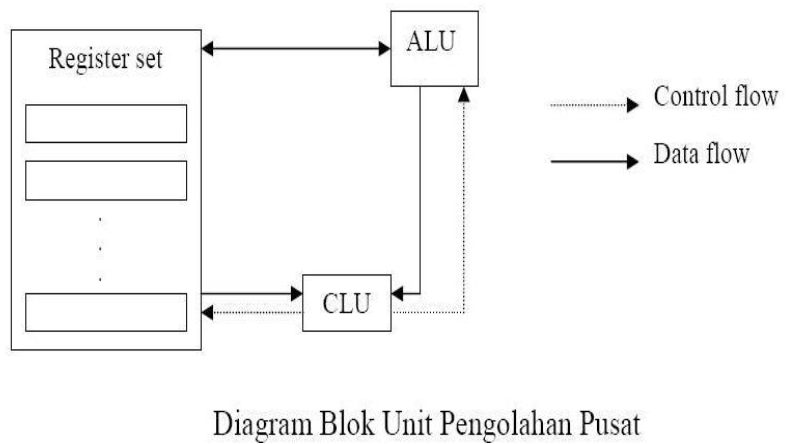 Register set
ALU
CLU
Control flow
Data flow
Diagram Blok Unit Pengolahan Pusat